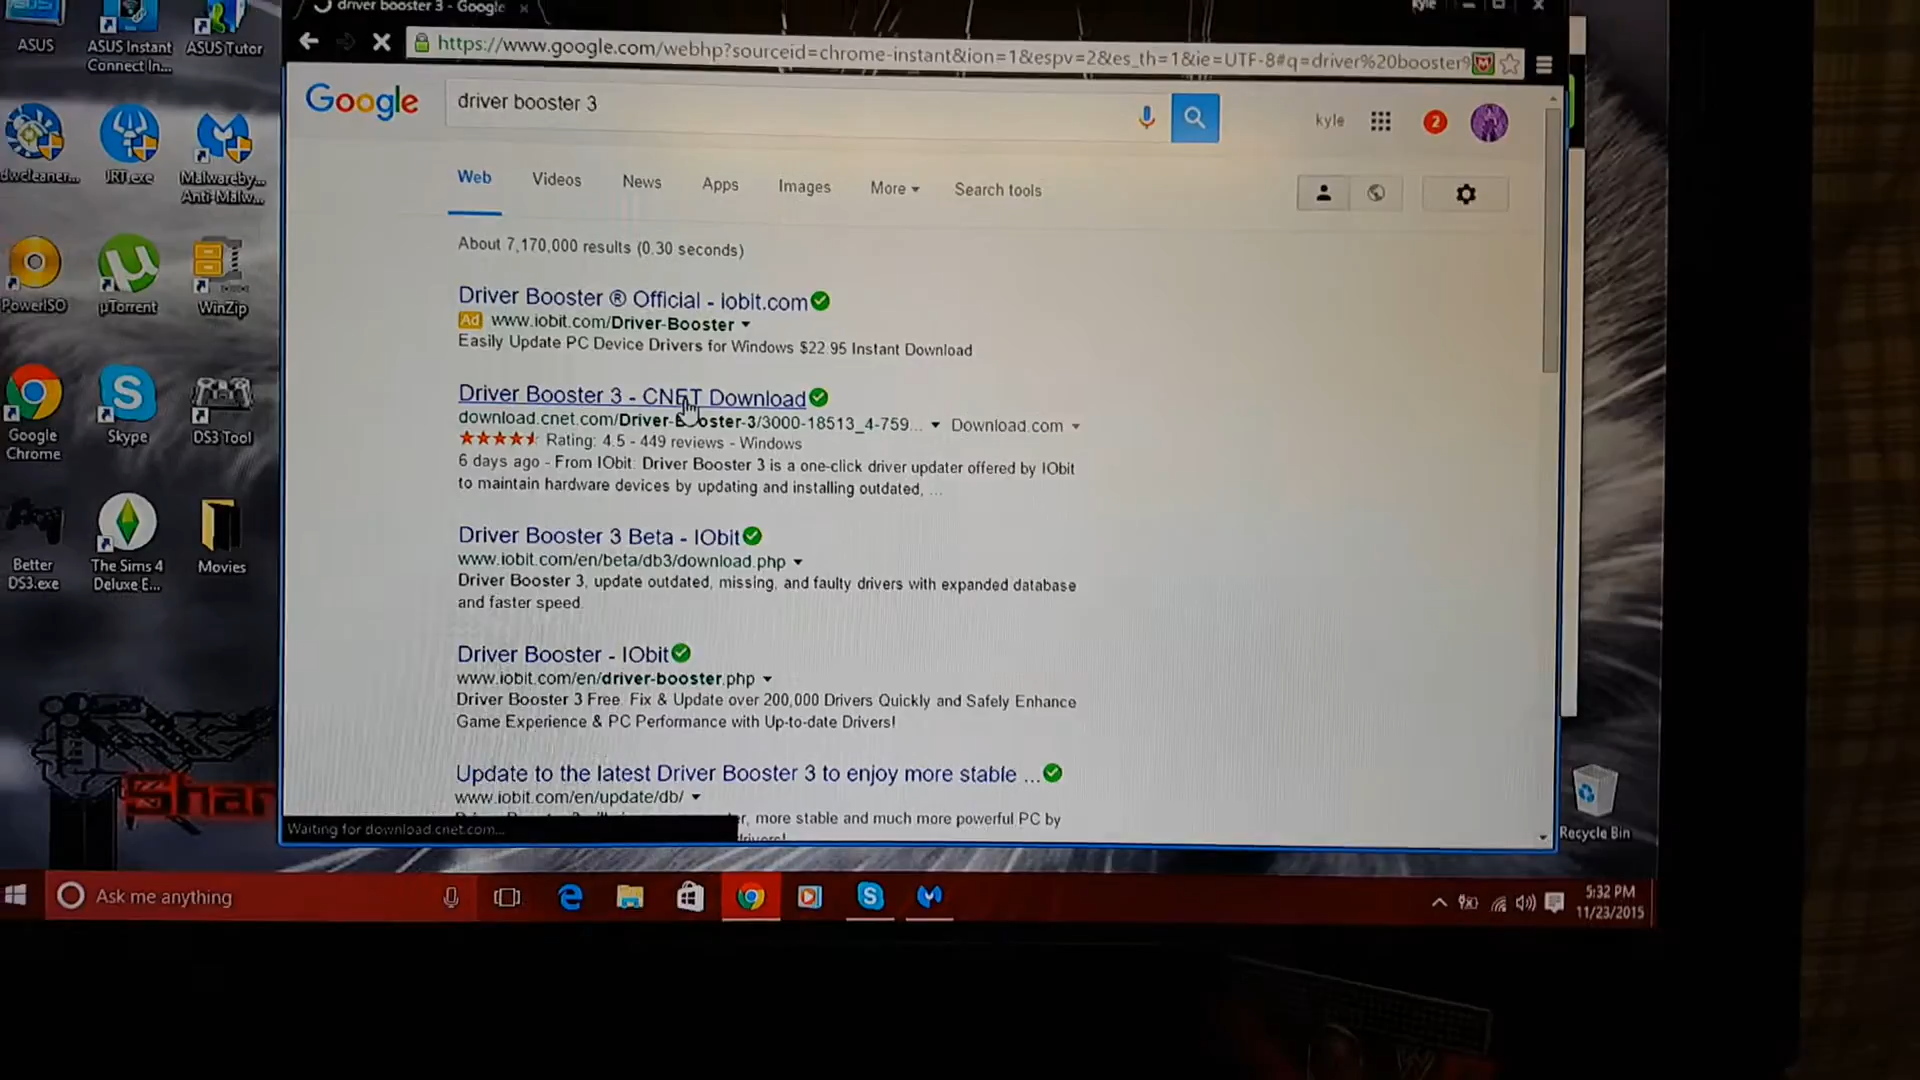 driver booster 3 - Google
kyle
https://www.google.com/webhp?sourceid=chrome-instant&ion=1&espv=2&es_th=1&ie=UTF-8#q=driver%20booster%
Google
driver booster 3
kyle
2
Web Videos News Apps Images More Search tools
About 7,170,000 results (0.30 seconds)
Driver Booster ® Official - iobit.com
Ad www.iobit.com/Driver-Booster
Easily Update PC Device Drivers for Windows $22.95 Instant Download
Driver Booster 3 - CNET Download
download.cnet.com/Driver-Booster-3/3000-18513_4-759... Download.com
Rating: 4.5 - 449 reviews - Windows
6 days ago - From IObit: Driver Booster 3 is a one-click driver updater offered by IObit
to maintain hardware devices by updating and installing outdated, ...
Driver Booster 3 Beta - IObit
www.iobit.com/en/beta/db3/download.php
Driver Booster 3, update outdated, missing, and faulty drivers with expanded database
and faster speed.
Driver Booster - IObit
www.iobit.com/en/driver-booster.php
Driver Booster 3 Free. Fix & Update over 200,000 Drivers Quickly and Safely Enhance
Game Experience & PC Performance with Up-to-date Drivers!
Update to the latest Driver Booster 3 to enjoy more stable ...
www.iobit.com/en/update/db/
more stable and much more powerful PC by
Waiting for download.cnet.com...
ASUS
ASUS Instant
Connect In...
ASUS Tutor
dwcleaner...
JRT.exe
Malwareby...
Anti-Malw...
PowerISO
µTorrent
WinZip
Google
Chrome
Skype
DS3 Tool
Better
DS3.exe
The Sims 4
Deluxe E...
Movies
Shar
Recycle Bin
Ask me anything
5:32 PM
11/23/2015